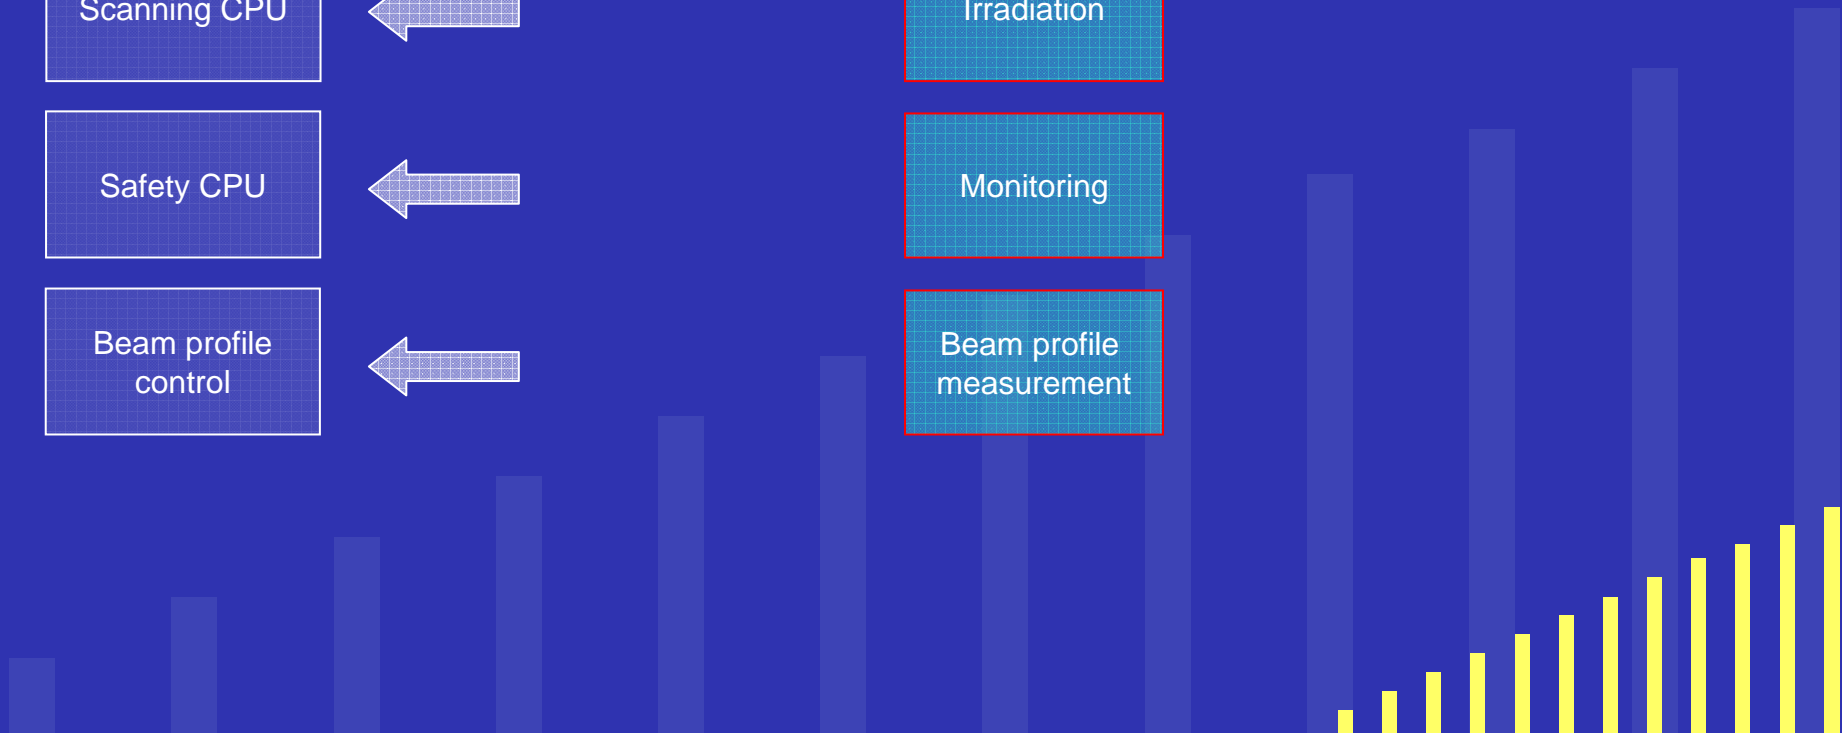 Scanning CPU
Irradiation
Safety CPU
Monitoring
Beam profile
control
Beam profile
measurement